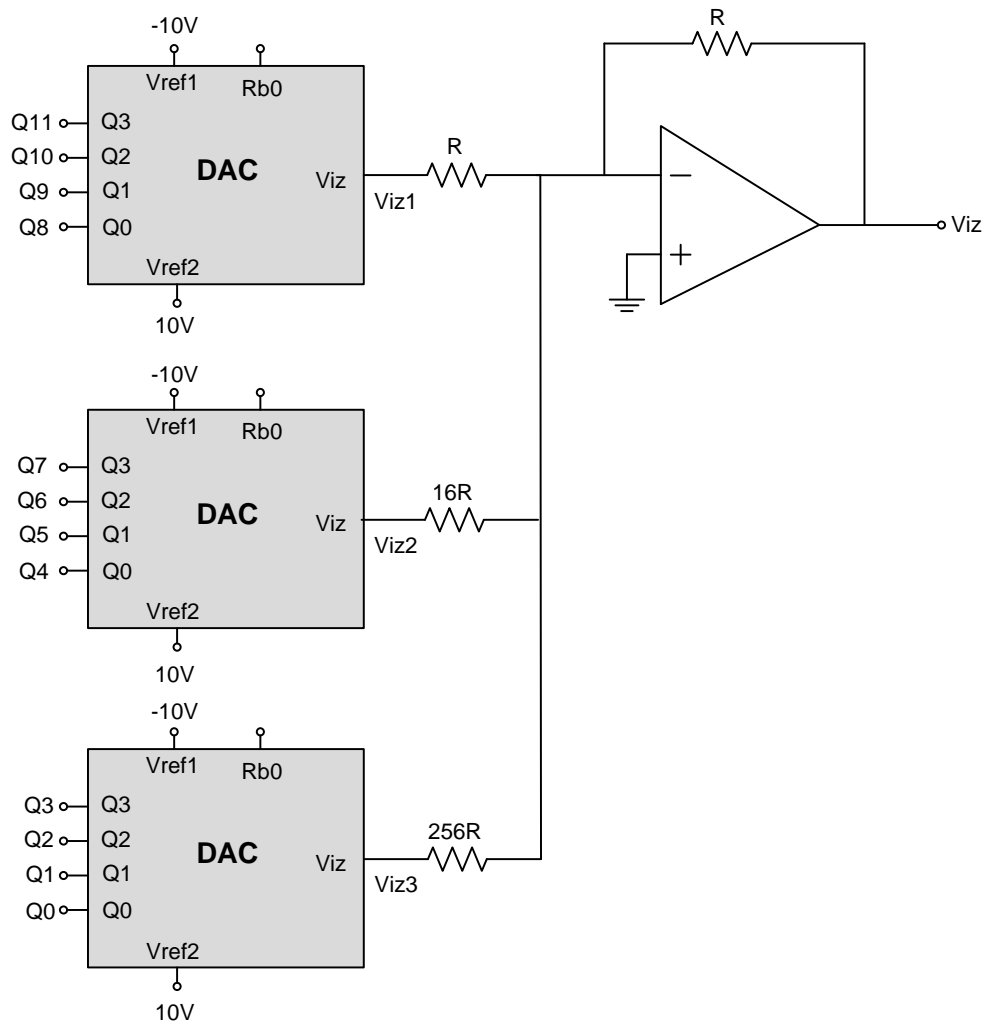 -10V
Vref1
Rb0
Q11
Q3
Q10
Q2
Q9
Q1
Q8
Q0
DAC
Viz
Viz1
Vref2
10V
R
R
−
+
Viz
-10V
Vref1
Rb0
Q7
Q3
Q6
Q2
Q5
Q1
Q4
Q0
DAC
Viz
Viz2
Vref2
10V
16R
-10V
Vref1
Rb0
Q3
Q3
Q2
Q2
Q1
Q1
Q0
Q0
DAC
Viz
Viz3
Vref2
10V
256R